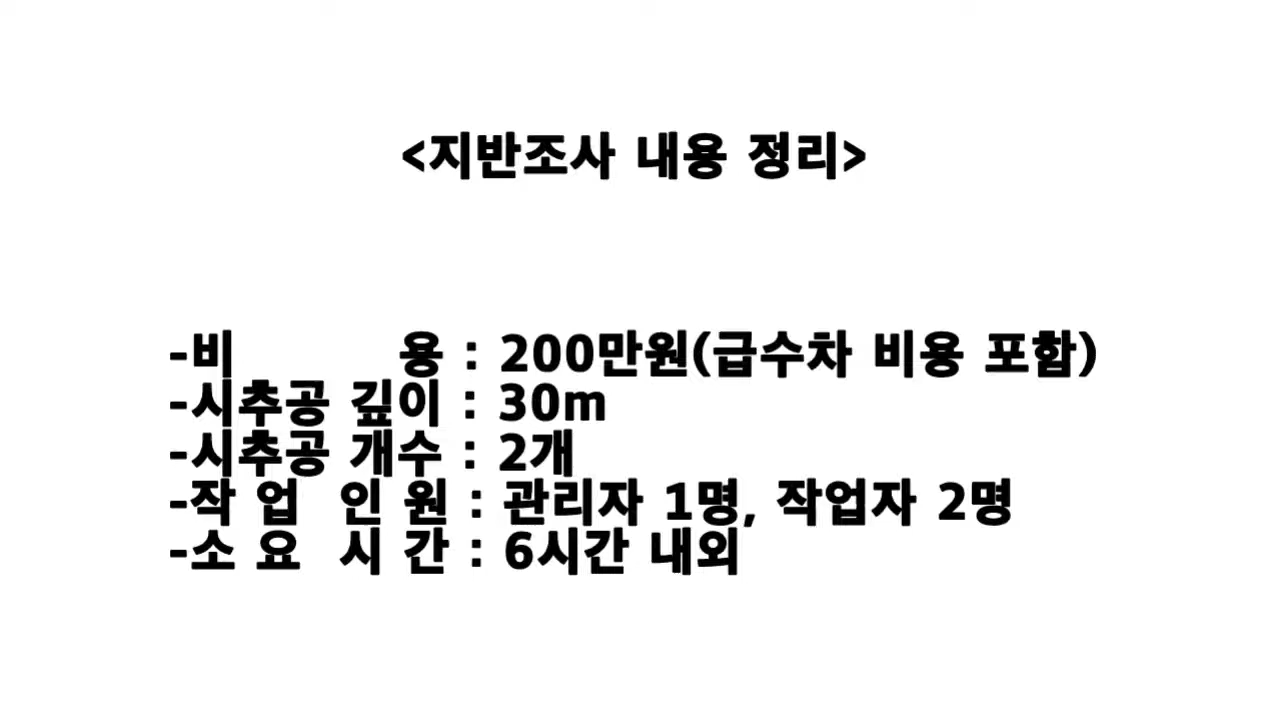 <지반조사 내용 정리>
-비 용 : 200만원(급수차 비용 포함)
-시추공 깊이 : 30m
-시추공 개수 : 2개
-작 업 인 원 : 관리자 1명, 작업자 2명
-소 요 시 간 : 6시간 내외